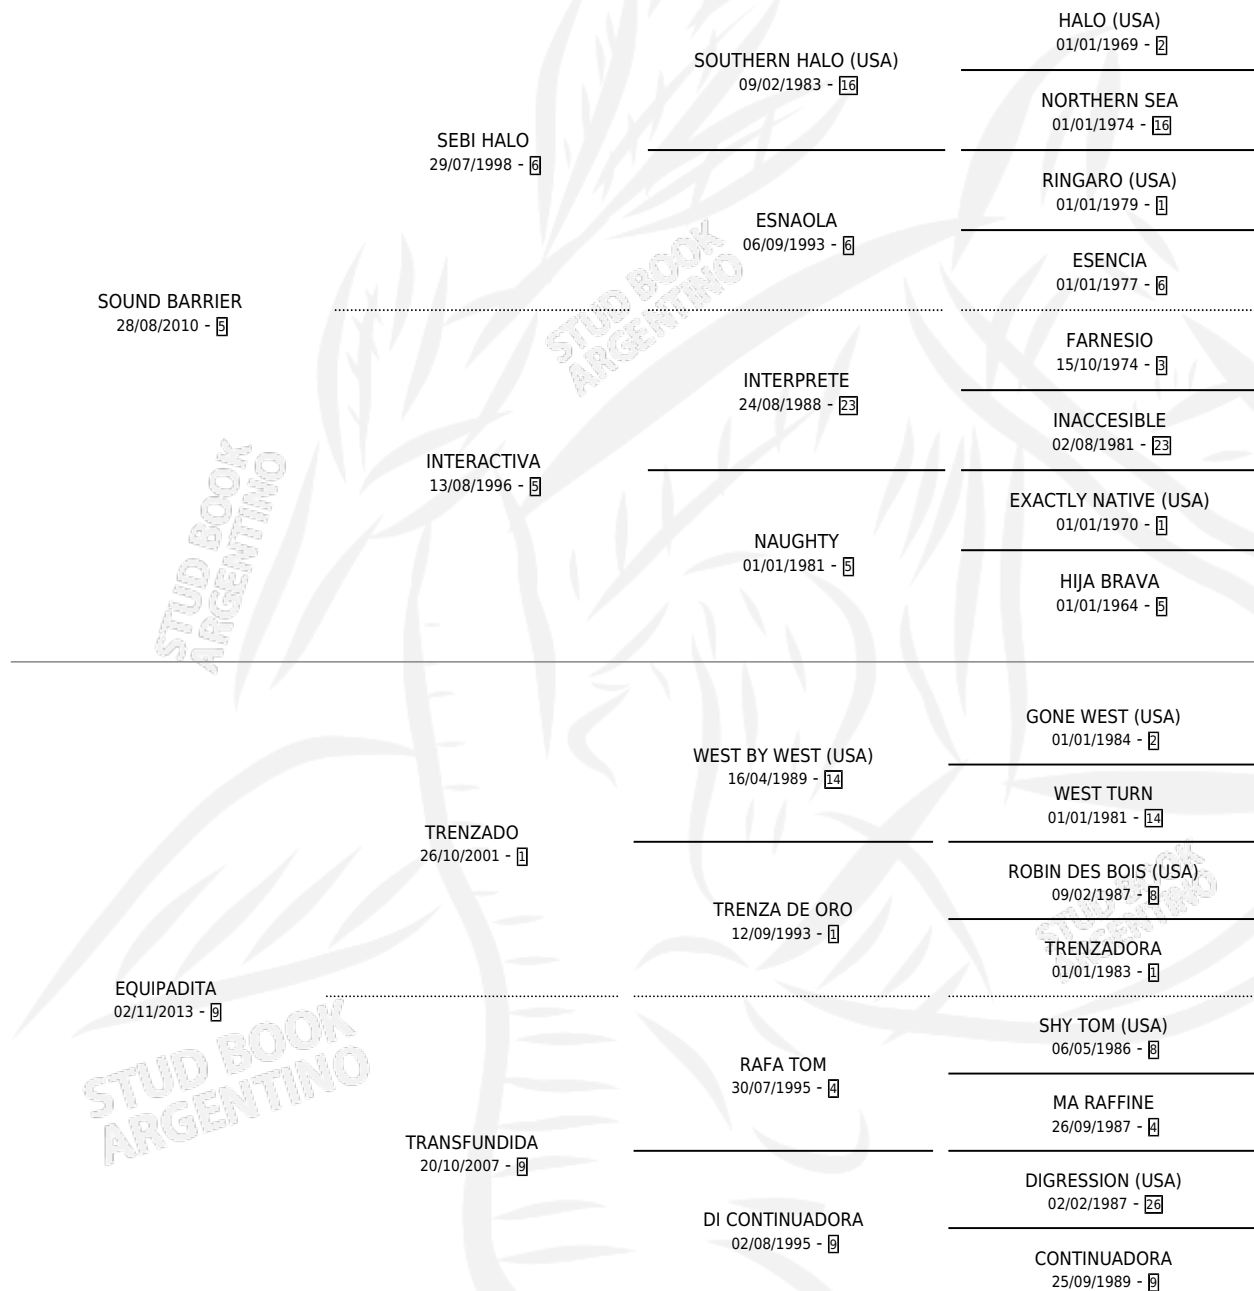 HALO (USA)
01/01/1969 - 2
SOUTHERN HALO (USA)
09/02/1983 - 16
NORTHERN SEA
01/01/1974 - 16
SEBI HALO
29/07/1998 - 6
RINGARO (USA)
01/01/1979 - 1
ESNAOLA
06/09/1993 - 6
ESENCIA
01/01/1977 - 6
SOUND BARRIER
28/08/2010 - 5
FARNESIO
15/10/1974 - 3
INTERPRETE
24/08/1988 - 23
INACCESIBLE
02/08/1981 - 23
INTERACTIVA
13/08/1996 - 5
EXACTLY NATIVE (USA)
01/01/1970 - 1
NAUGHTY
01/01/1981 - 5
HIJA BRAVA
01/01/1964 - 5
GONE WEST (USA)
01/01/1984 - 2
WEST BY WEST (USA)
16/04/1989 - 14
WEST TURN
01/01/1981 - 14
TRENZADO
26/10/2001 - 1
ROBIN DES BOIS (USA)
09/02/1987 - 8
TRENZA DE ORO
12/09/1993 - 1
TRENZADORA
01/01/1983 - 1
EQUIPADITA
02/11/2013 - 9
SHY TOM (USA)
06/05/1986 - 8
RAFA TOM
30/07/1995 - 4
MA RAFFINE
26/09/1987 - 4
TRANSFUNDIDA
20/10/2007 - 9
DIGRESSION (USA)
02/02/1987 - 26
DI CONTINUADORA
02/08/1995 - 9
CONTINUADORA
25/09/1989 - 9
STUD BOOK
ARGENTINO
STUD BOOK
ARGENTINO
STUD BOOK
ARGENTINO
STUD BOOK
ARGENTINO